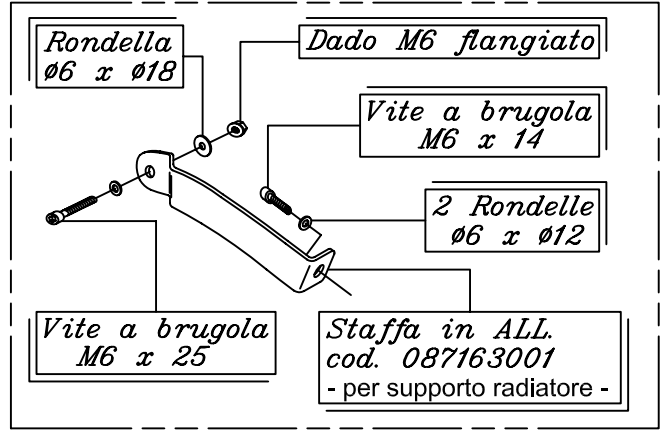 Rondella
ø6 x ø18
Dado M6 flangiato
Vite a brugola
M6 x 14
2 Rondelle
ø6 x ø12
Vite a brugola
M6 x 25
Staffa in ALL.
cod. 087163001
- per supporto radiatore -